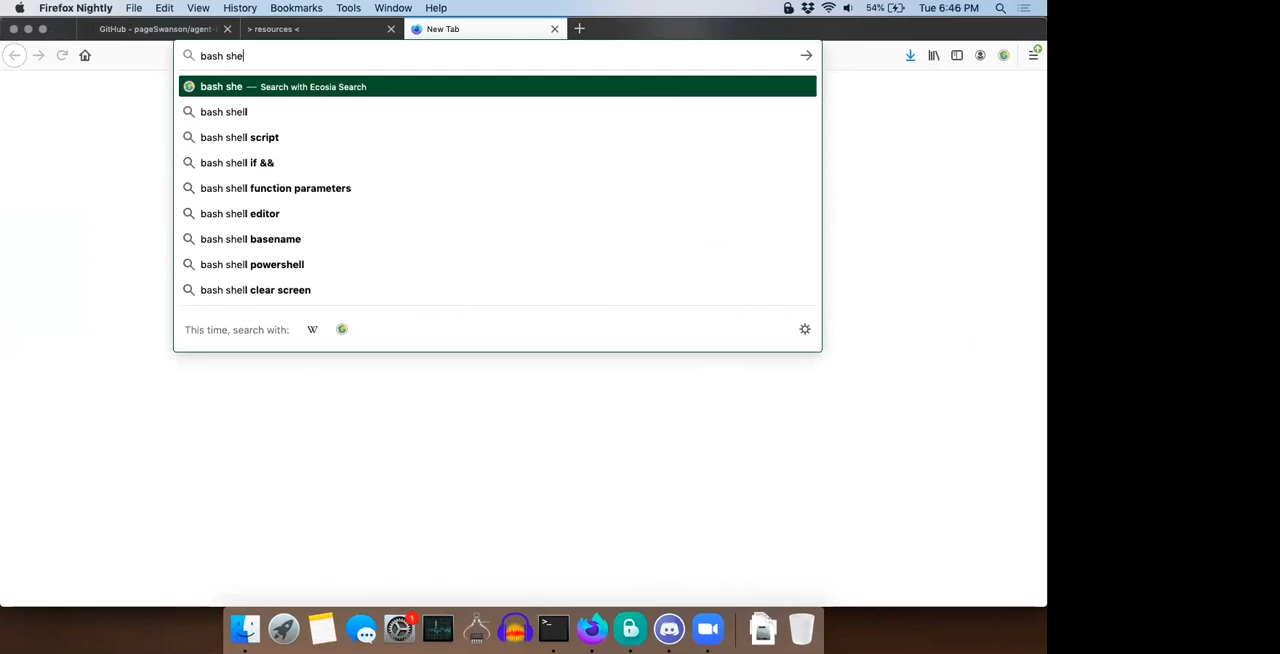 Firefox Nightly File Edit View History Bookmarks Tools Window Help 54% Tue 6:46 PM
GitHub - pageSwanson/agent- > resources < New Tab
bash she
bash she — Search with Ecosia Search
bash shell
bash shell script
bash shell if &&
bash shell function parameters
bash shell editor
bash shell basename
bash shell powershell
bash shell clear screen
This time, search with: W
1
>_